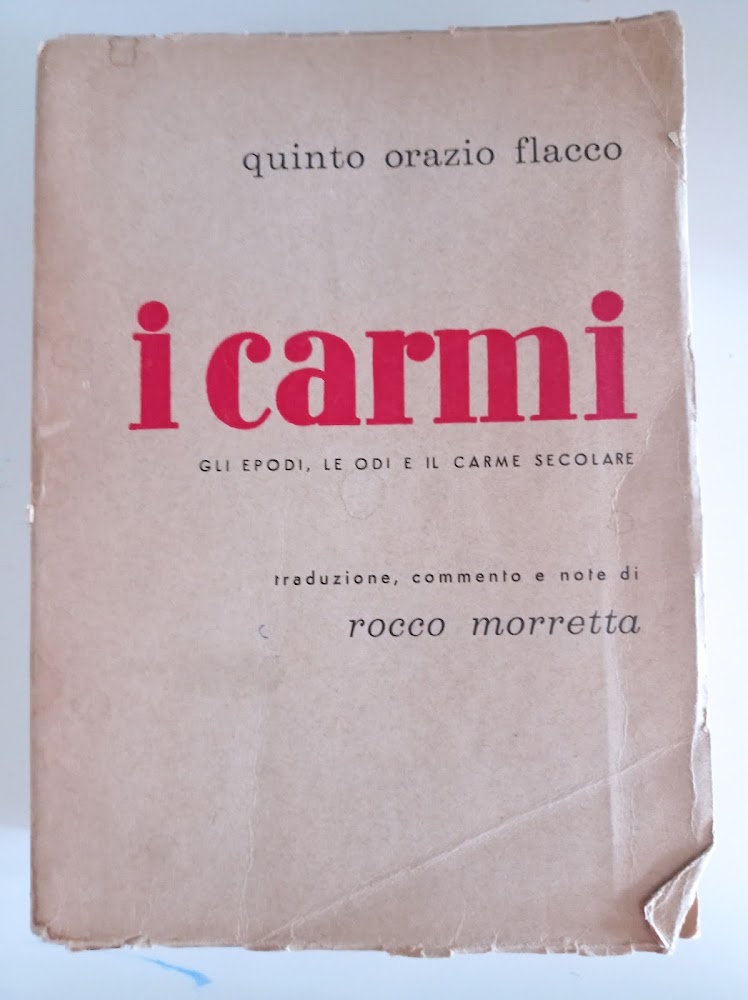 quinto orazio flacco
i carmi
GLI EPODI, LE ODI E IL CARME SECOLARE
traduzione, commento e note di
rocco morretta